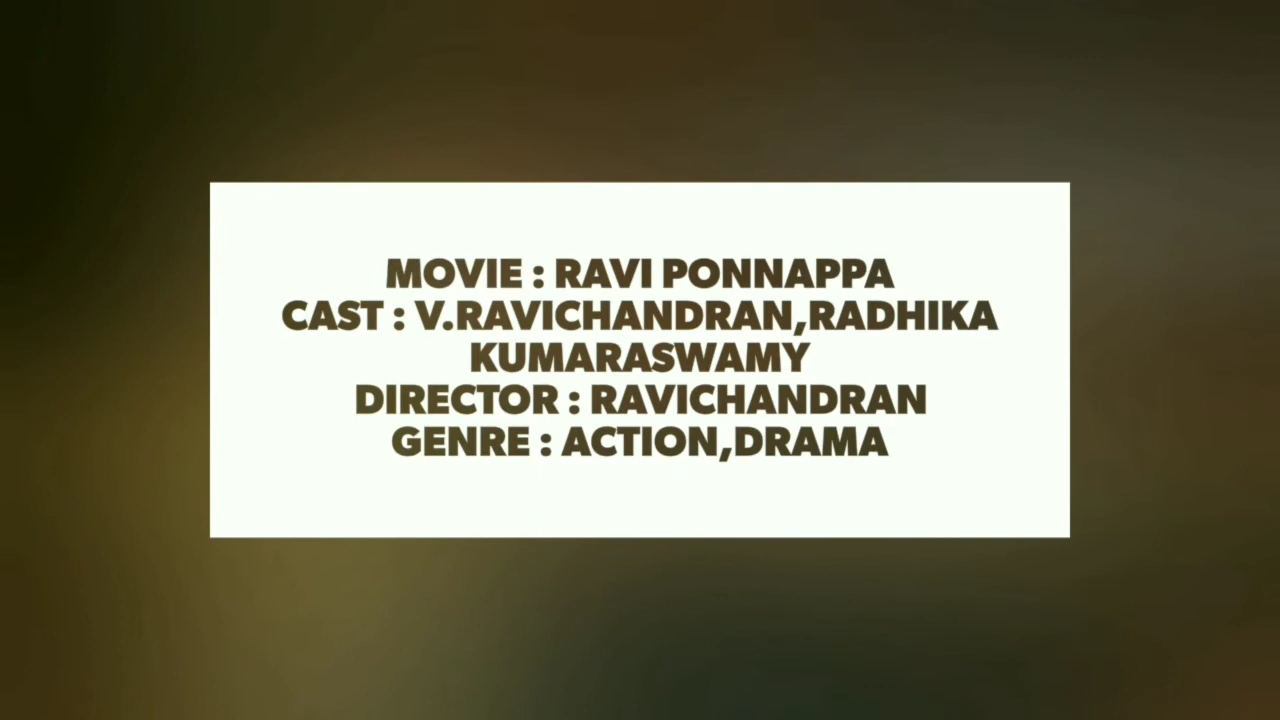 MOVIE : RAVI PONNAPPA
CAST : V.RAVICHANDRAN,RADHIKA
KUMARASWAMY
DIRECTOR : RAVICHANDRAN
GENRE : ACTION,DRAMA